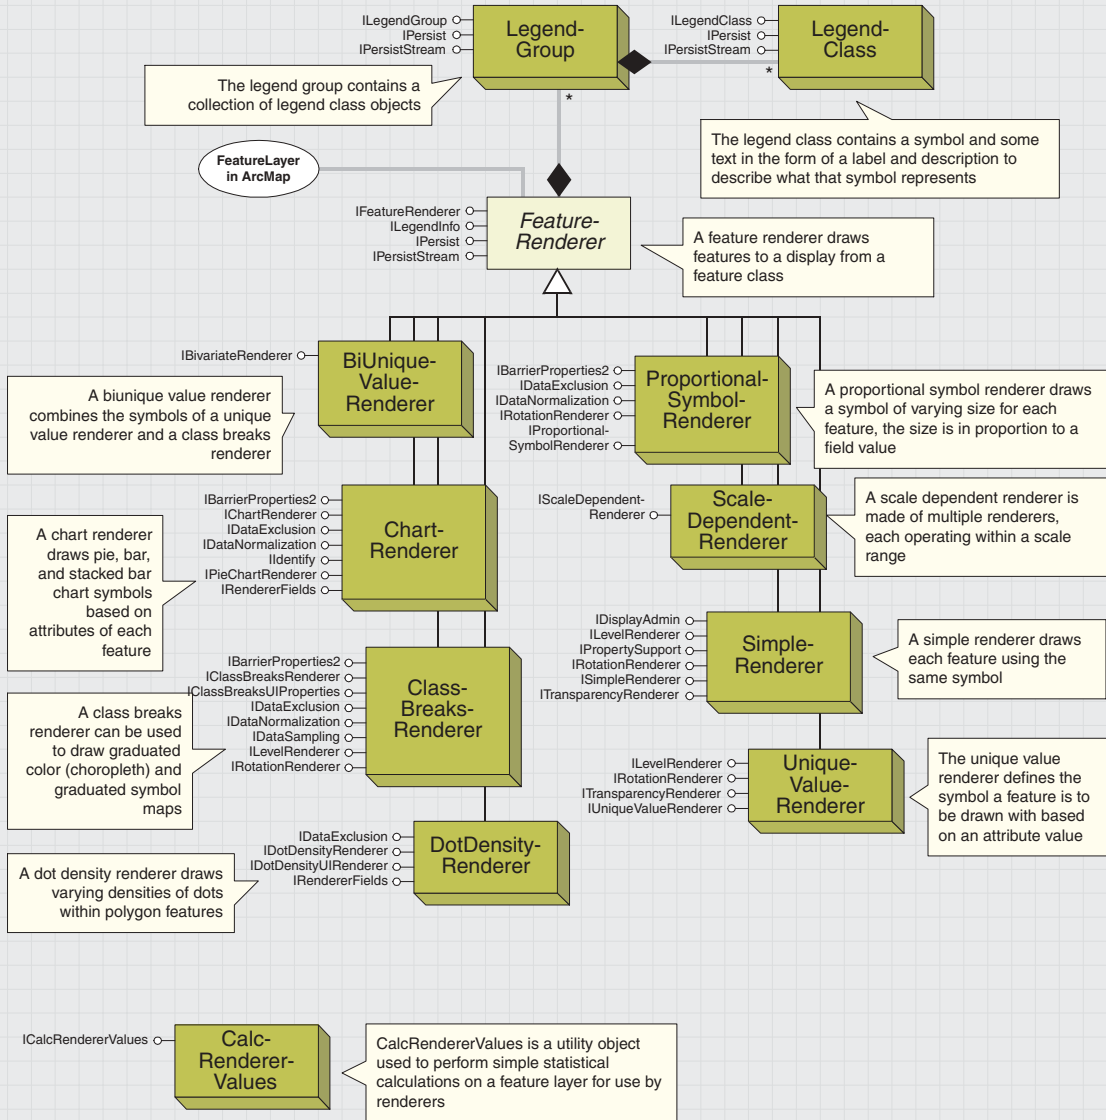 ILegendGroup
IPersist
IPersistStream
Legend-
Group
ILegendClass
IPersist
IPersistStream
Legend-
Class
*
*
The legend group contains a
collection of legend class objects
The legend class contains a symbol and some
text in the form of a label and description to
describe what that symbol represents
FeatureLayer
in ArcMap
IFeatureRenderer
ILegendInfo
IPersist
IPersistStream
Feature-
Renderer
A feature renderer draws
features to a display from a
feature class
IBivariateRenderer
BiUnique-
Value-
Renderer
A biunique value renderer
combines the symbols of a unique
value renderer and a class breaks
renderer
IBarrierProperties2
IDataExclusion
IDataNormalization
IRotationRenderer
IProportional-
SymbolRenderer
Proportional-
Symbol-
Renderer
A proportional symbol renderer draws
a symbol of varying size for each
feature, the size is in proportion to a
field value
IBarrierProperties2
IChartRenderer
IDataExclusion
IDataNormalization
IIdentify
IPieChartRenderer
IRendererFields
Chart-
Renderer
A chart renderer
draws pie, bar,
and stacked bar
chart symbols
based on
attributes of each
feature
IScaleDependent-
Renderer
Scale-
Dependent-
Renderer
A scale dependent renderer is
made of multiple renderers,
each operating within a scale
range
IDisplayAdmin
ILevelRenderer
IPropertySupport
IRotationRenderer
ISimpleRenderer
ITransparencyRenderer
Simple-
Renderer
A simple renderer draws
each feature using the
same symbol
IBarrierProperties2
IClassBreaksRenderer
IClassBreaksUIProperties
IDataExclusion
IDataNormalization
IDataSampling
ILevelRenderer
IRotationRenderer
Class-
Breaks-
Renderer
A class breaks
renderer can be used
to draw graduated
color (choropleth) and
graduated symbol
maps
ILevelRenderer
IRotationRenderer
ITransparencyRenderer
IUniqueValueRenderer
Unique-
Value-
Renderer
The unique value
renderer defines the
symbol a feature is to
be drawn with based
on an attribute value
IDataExclusion
IDotDensityRenderer
IDotDensityUIRenderer
IRendererFields
DotDensity-
Renderer
A dot density renderer draws
varying densities of dots
within polygon features
ICalcRendererValues
Calc-
Renderer-
Values
CalcRendererValues is a utility object
used to perform simple statistical
calculations on a feature layer for use by
renderers